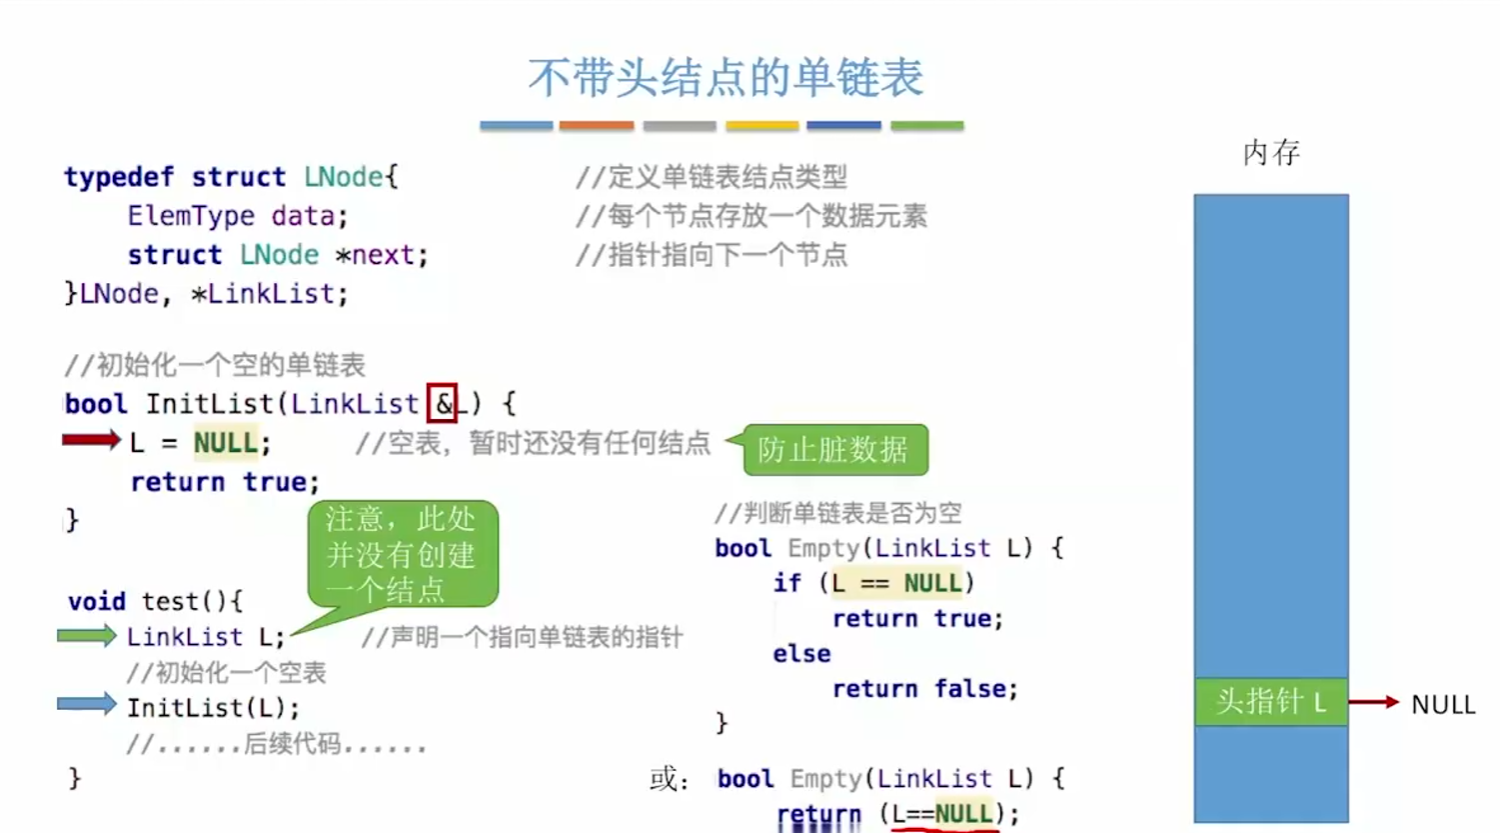 不带头结点的单链表
typedef struct LNode{ //定义单链表结点类型
ElemType data; //每个节点存放一个数据元素
struct LNode *next; //指针指向下一个节点
}LNode, *LinkList;
//初始化一个空的单链表
bool InitList(LinkList &L) {
L = NULL; //空表，暂时还没有任何结点
防止脏数据
return true;
}
注意，此处
并没有创建
一个结点
void test(){
LinkList L; //声明一个指向单链表的指针
//初始化一个空表
InitList(L);
//......后续代码......
}
//判断单链表是否为空
bool Empty(LinkList L) {
if (L == NULL)
return true;
else
return false;
}
或：
bool Empty(LinkList L) {
return (L==NULL);
内存
头指针 L
NULL